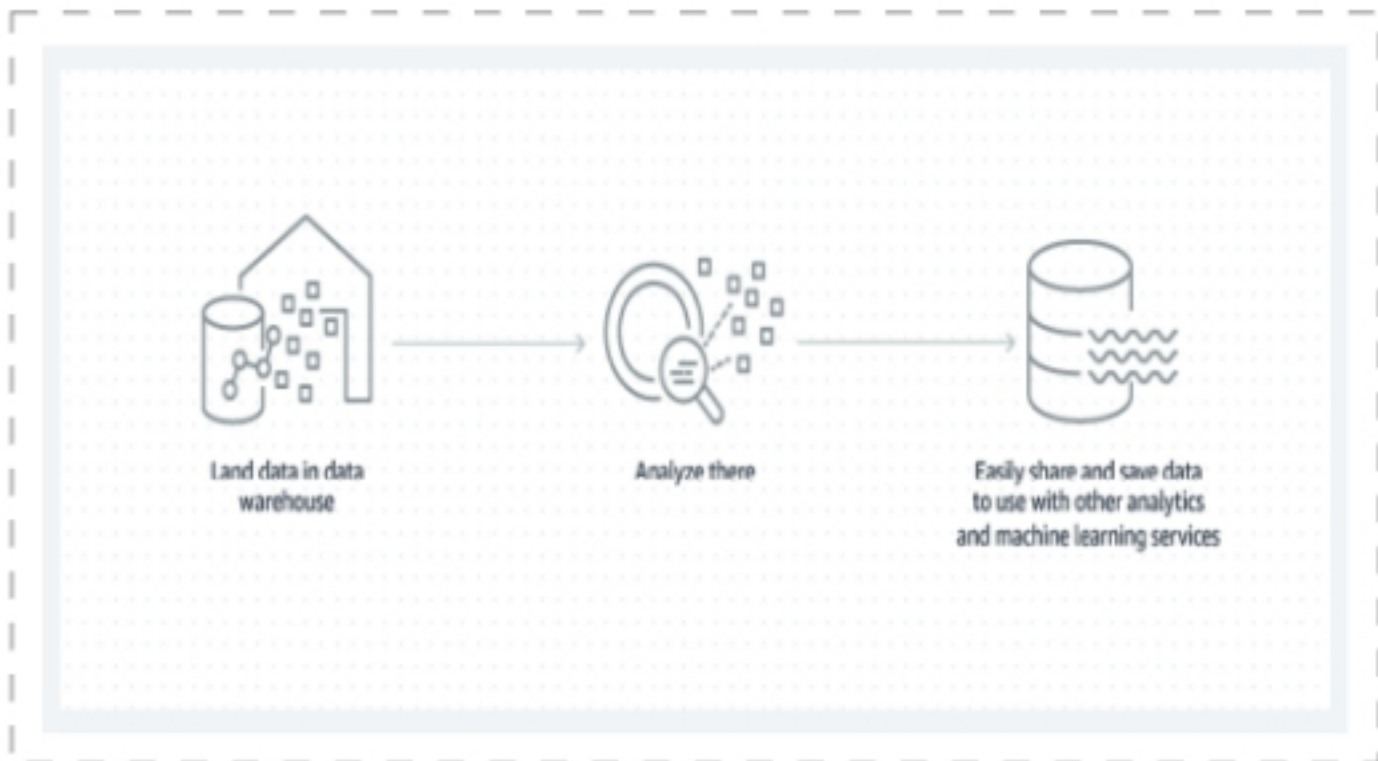 Land data in data
warehouse
Analyze there
Easily share and save data
to use with other analytics
and machine learning services